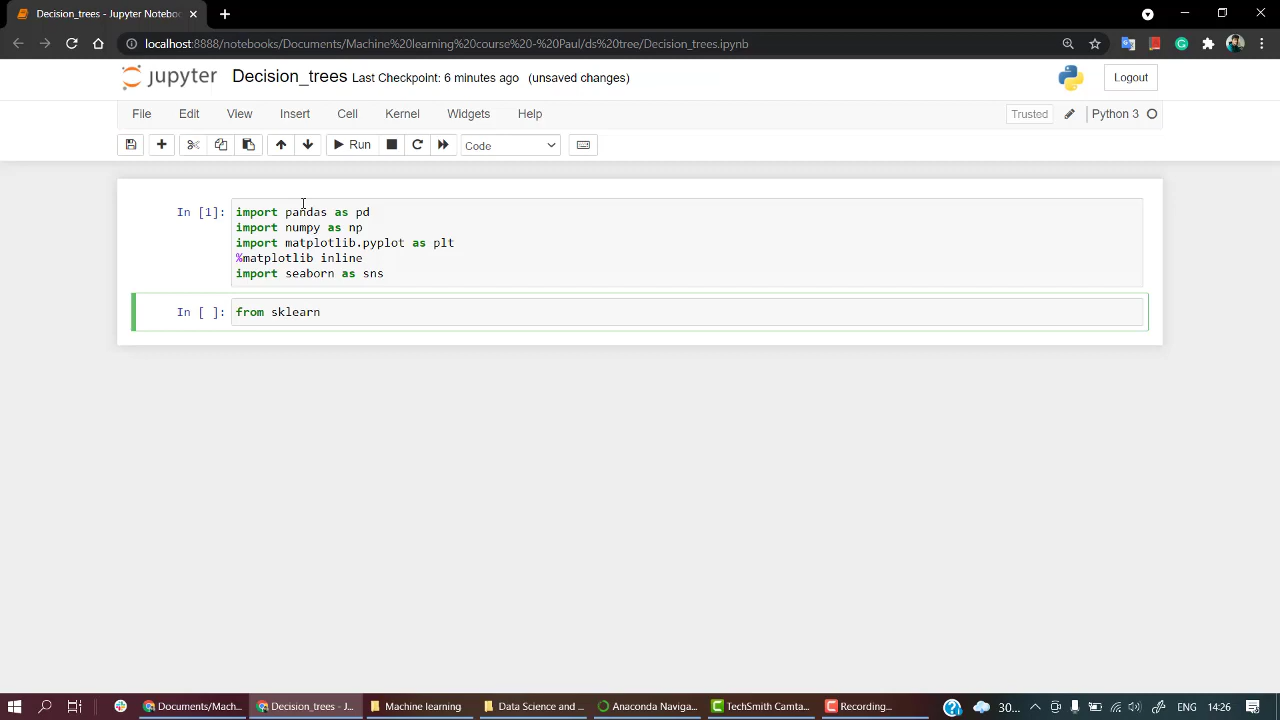 Decision_trees - Jupyter Noteboo
localhost:8888/notebooks/Documents/Machine%20learning%20course%20-%20Paul/ds%20tree/Decision_trees.ipynb
jupyter Decision_trees Last Checkpoint: 6 minutes ago (unsaved changes) Logout
File Edit View Insert Cell Kernel Widgets Help Trusted Python 3
Run Code
In [1]: import pandas as pd
import numpy as np
import matplotlib.pyplot as plt
%matplotlib inline
import seaborn as sns
In [ ]: from sklearn
Documents/Mach... Decision_trees - J... Machine learning Data Science and ... Anaconda Naviga... TechSmith Camta... Recording... 30... ENG 14:26